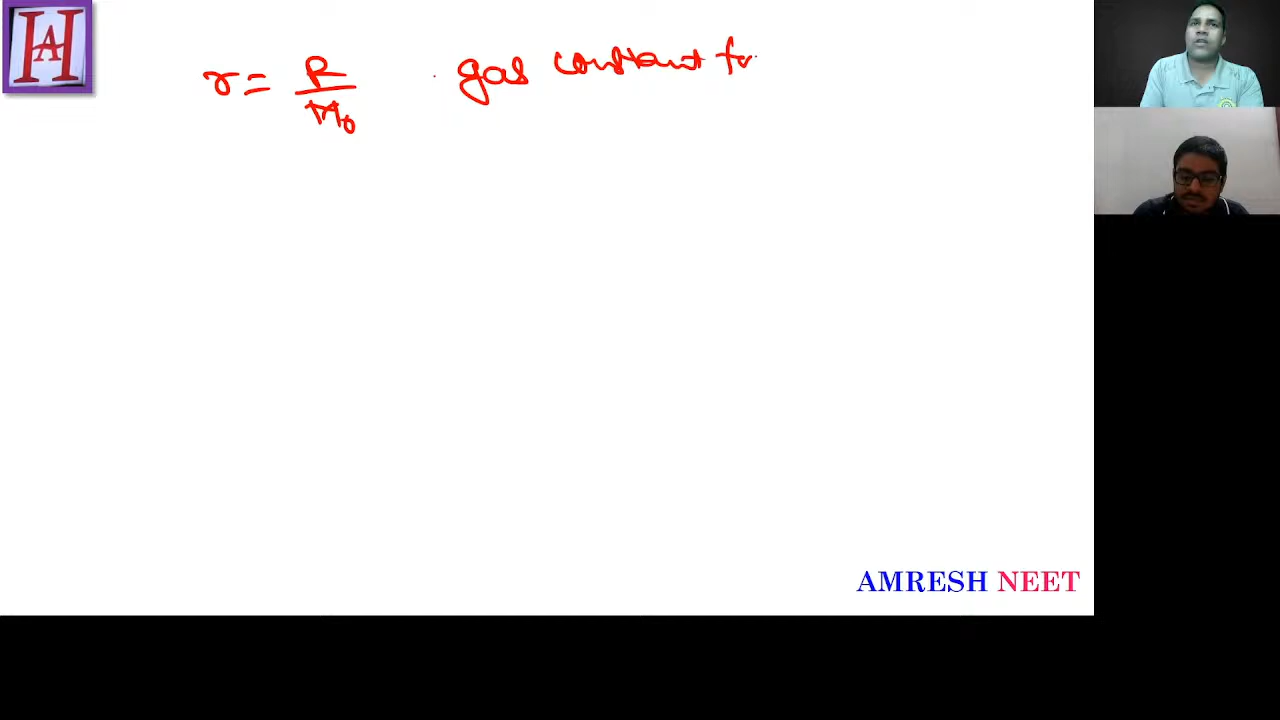 r = R/M₀ gas constant for
AMRESH NEET